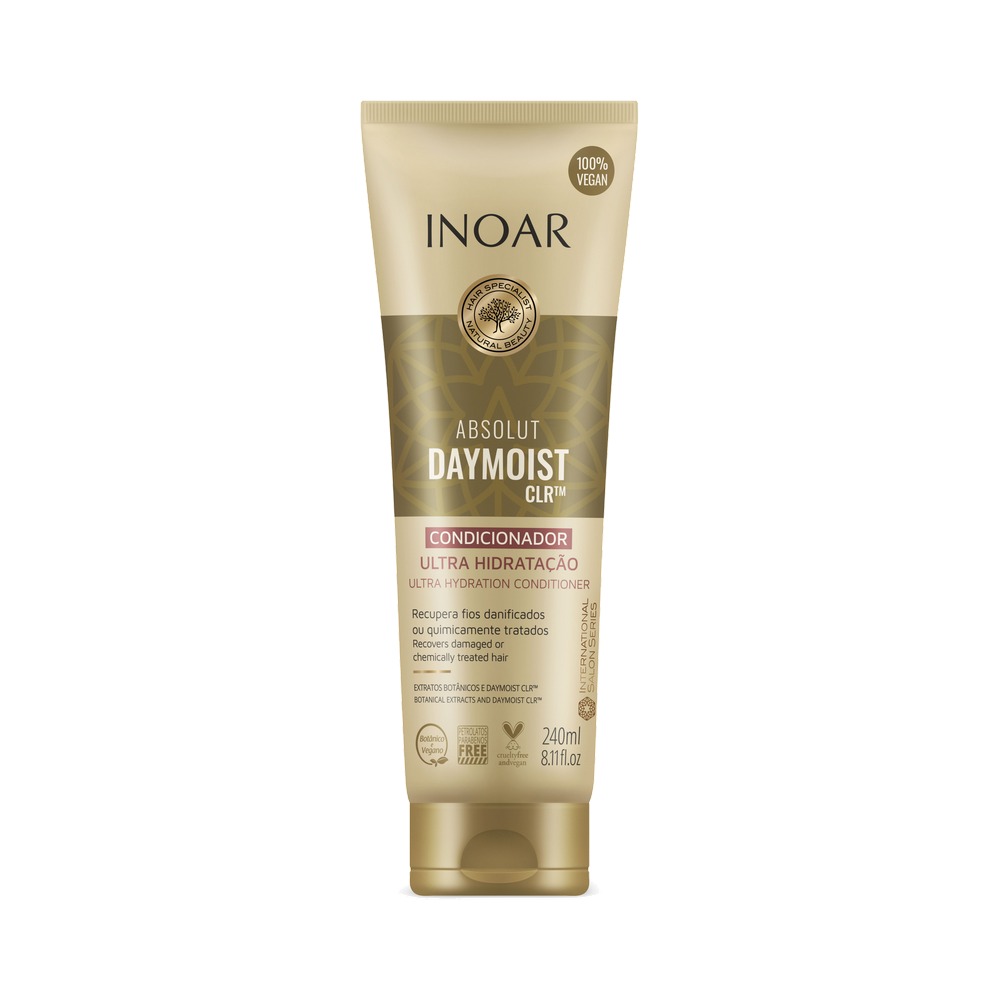 100%
VEGAN
INOAR
HAIR SPECIALIST
NATURAL BEAUTY
ABSOLUT
DAYMOIST
CLR™
CONDICIONADOR
ULTRA HIDRATAÇÃO
ULTRA HYDRATION CONDITIONER
Recupera fios danificados
ou quimicamente tratados
Recovers damaged or
chemically treated hair
EXTRATOS BOTÂNICOS E DAYMOIST CLR™
BOTANICAL EXTRACTS AND DAYMOIST CLR™
INTERNATIONAL
SALON SERIES
Botânico
e
Vegano
PETROLATOS
PARABENOS
FREE
crueltyfree
andvegan
240ml
8.11fl.oz